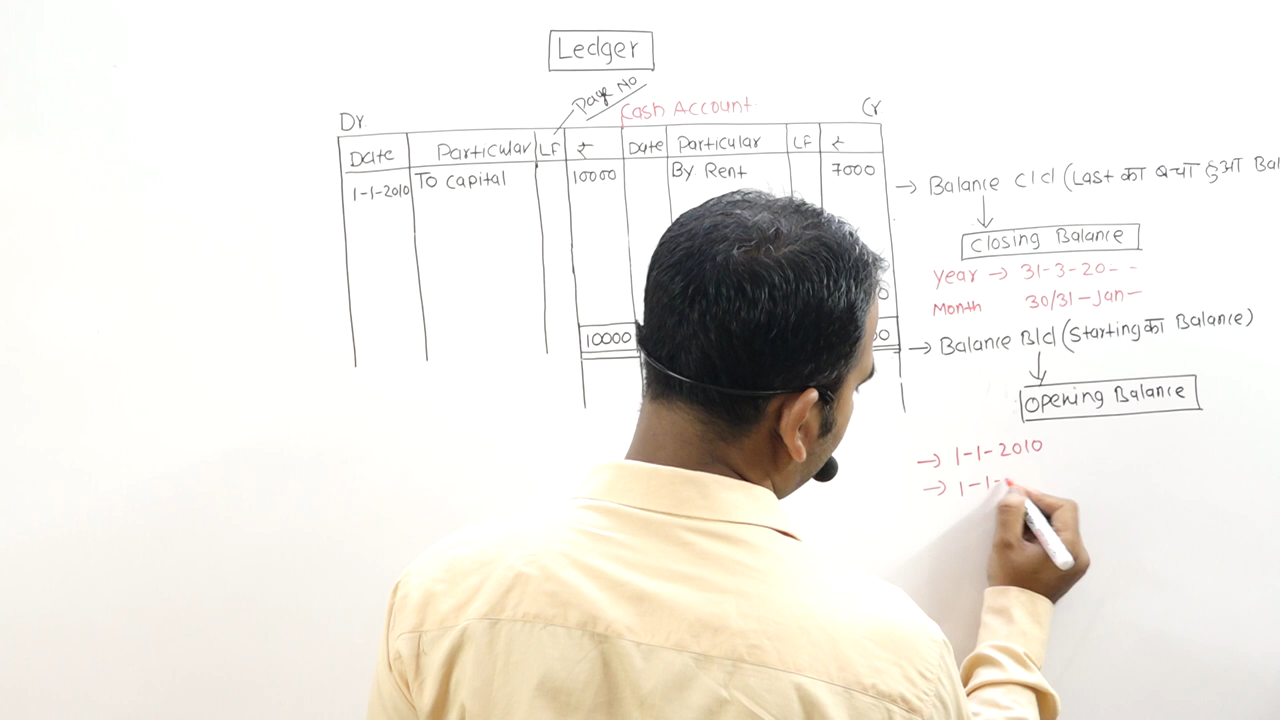 Ledger
Page No
Cash Account
Dr. Cr
Date Particular LF ₹ Date Particular LF ₹
1-1-2010 To Capital 10000 By Rent 7000
10000
→ Balance C/d (Last का बचा हुआ Bal
Closing Balance
Year → 31-3-20--
Month 30/31-Jan-
→ Balance B/d (Starting का Balance)
Opening Balance
→ 1-1-2010
→ 1-1-